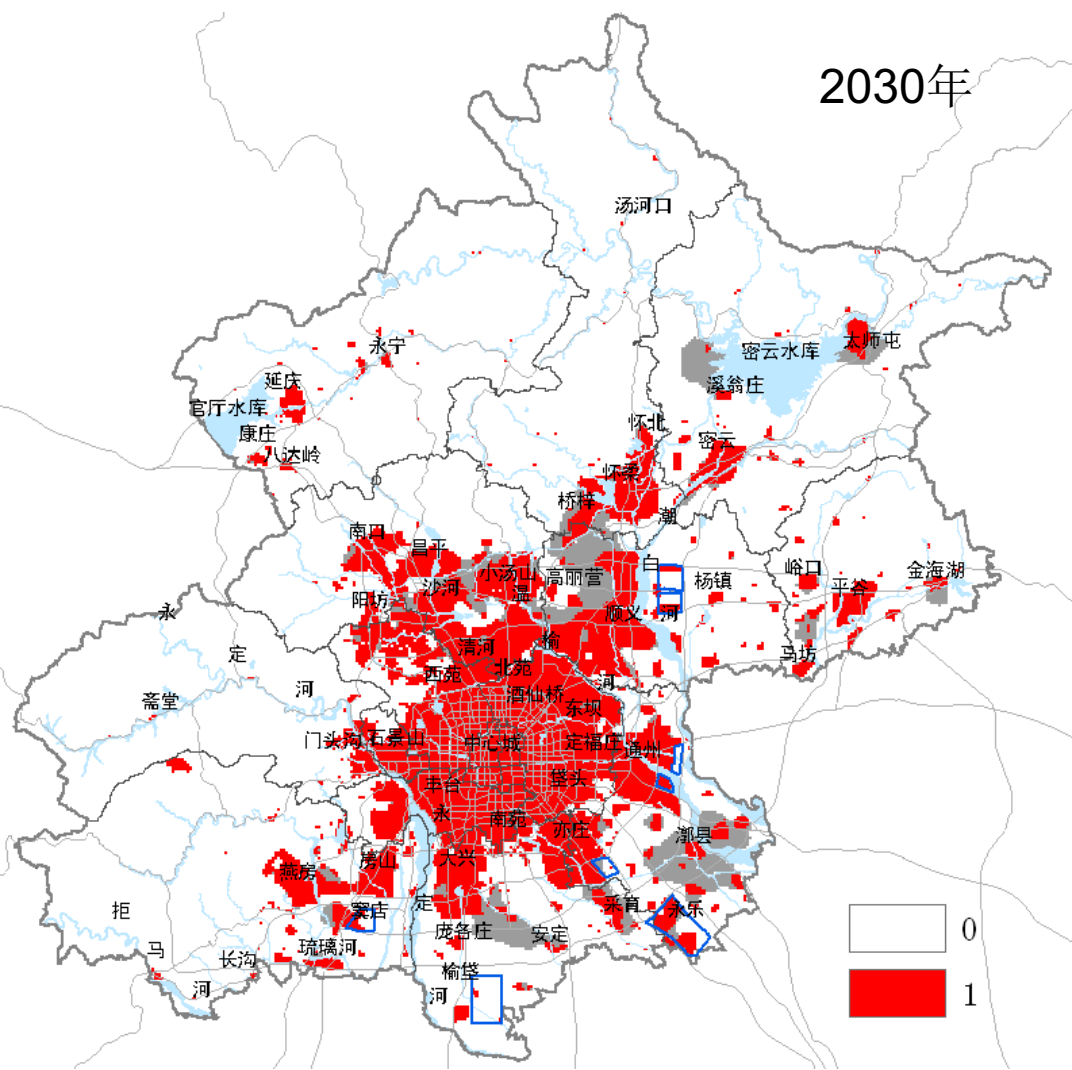 2030年
汤河口
永宁
密云水库
太师屯
延庆
溪翁庄
官厅水库
康庄
怀北
八达岭
密云
怀柔
桥梓
潮
南口
昌平
白
小汤山
高丽营
杨镇
峪口
金海湖
沙河
平谷
温
阳坊
永
顺义
河
榆
清河
定
马坊
北苑
西苑
河
河
酒仙桥
斋堂
东坝
门头沟
石景山
中心城
定福庄
通州
垡头
丰台
永
南苑
亦庄
漷县
大兴
房山
燕房
定
采育
永乐
窦店
拒
庞各庄
安定
琉璃河
马
长沟
榆垡
河
河
0
1